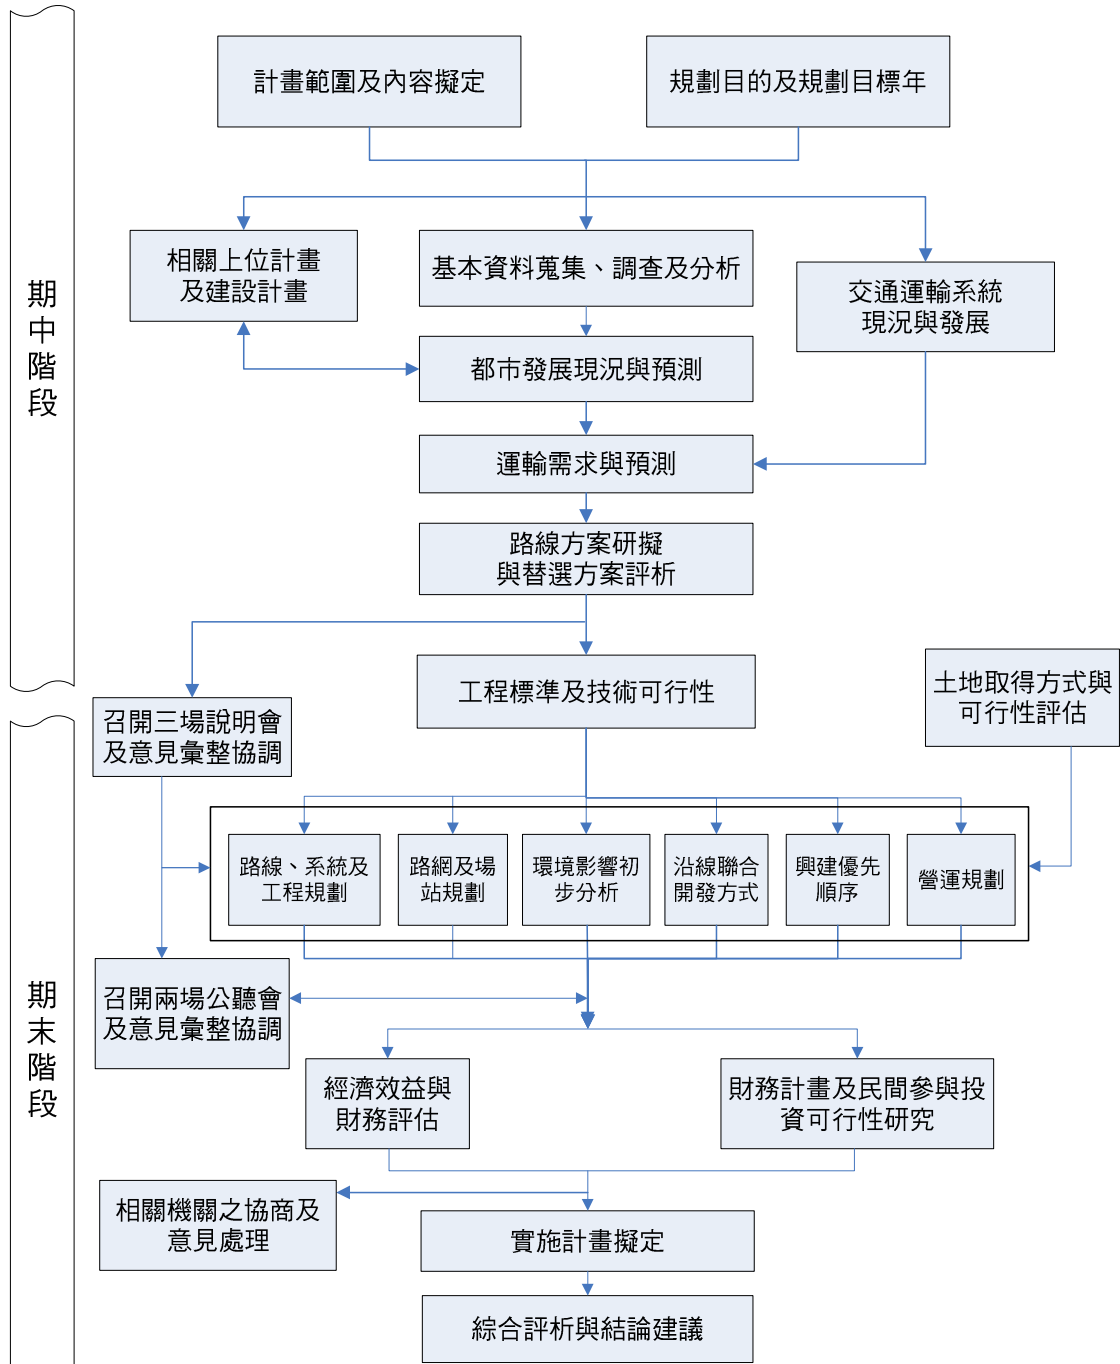 期中階段
計畫範圍及內容擬定
規劃目的及規劃目標年
相關上位計畫
及建設計畫
基本資料蒐集、調查及分析
交通運輸系統
現況與發展
都市發展現況與預測
運輸需求與預測
路線方案研擬
與替選方案評析
工程標準及技術可行性
土地取得方式與
可行性評估
召開三場說明會
及意見彙整協調
期末階段
路線、系統及
工程規劃
路網及場
站規劃
環境影響初
步分析
沿線聯合
開發方式
興建優先
順序
營運規劃
召開兩場公聽會
及意見彙整協調
經濟效益與
財務評估
財務計畫及民間參與投
資可行性研究
相關機關之協商及
意見處理
實施計畫擬定
綜合評析與結論建議